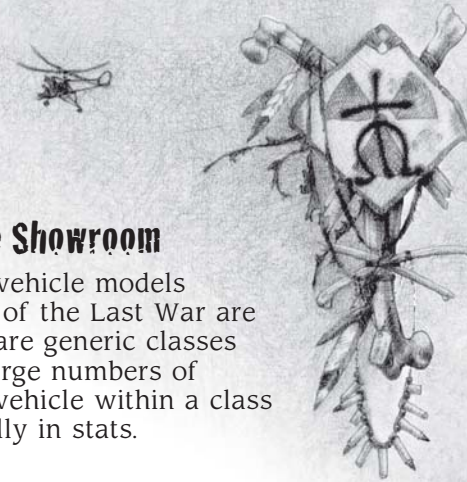 e Showroom
vehicle models
of the Last War are
are generic classes
rge numbers of
vehicle within a class
lly in stats.